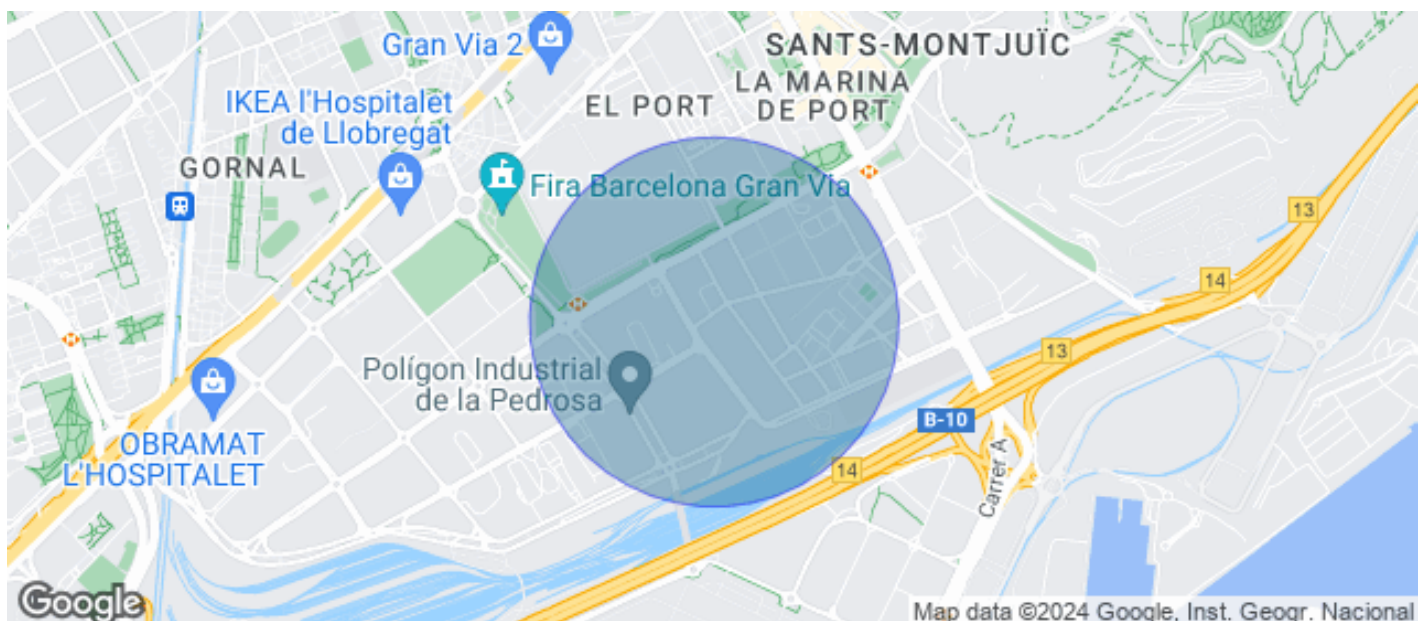 Gran Via 2
SANTS-MONTJUÏC
LA MARINA
DE PORT
EL PORT
IKEA l'Hospitalet
de Llobregat
GORNAL
Fira Barcelona Gran Via
13
14
13
Polígon Industrial
de la Pedrosa
B-10
OBRAMAT
L'HOSPITALET
14
Carrer A
Google
Map data ©2024 Google, Inst. Geogr. Nacional